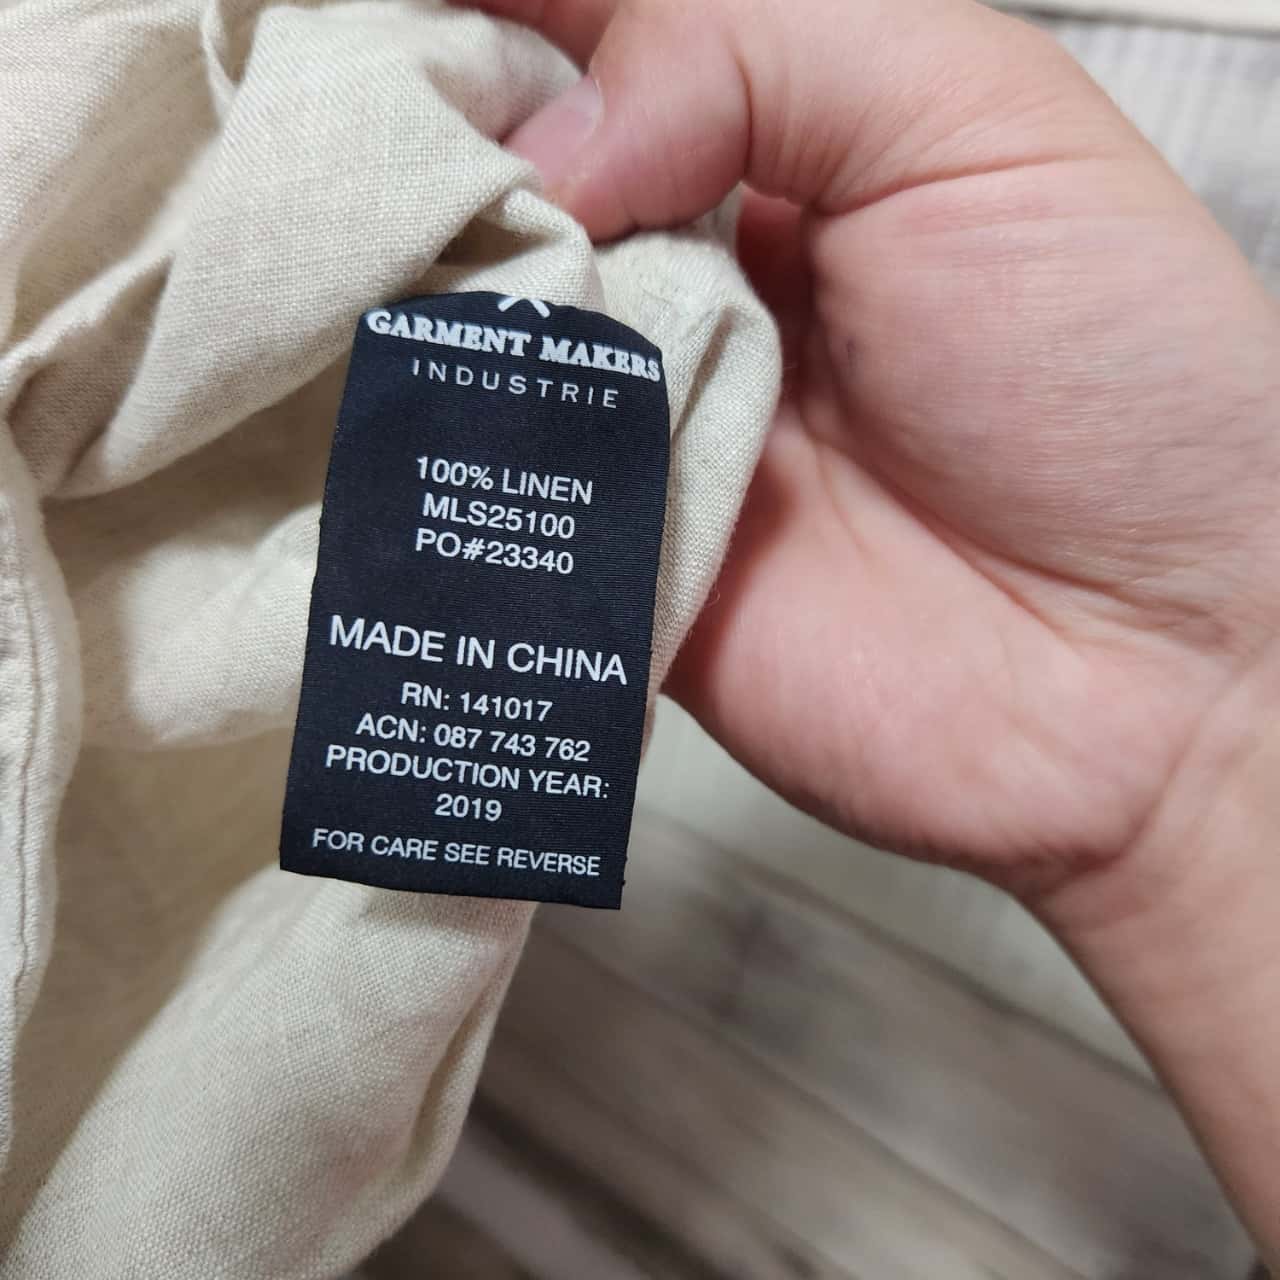 GARMENT MAKERS
INDUSTRIE
100% LINEN
MLS25100
PO#23340
MADE IN CHINA
RN: 141017
ACN: 087 743 762
PRODUCTION YEAR:
2019
FOR CARE SEE REVERSE